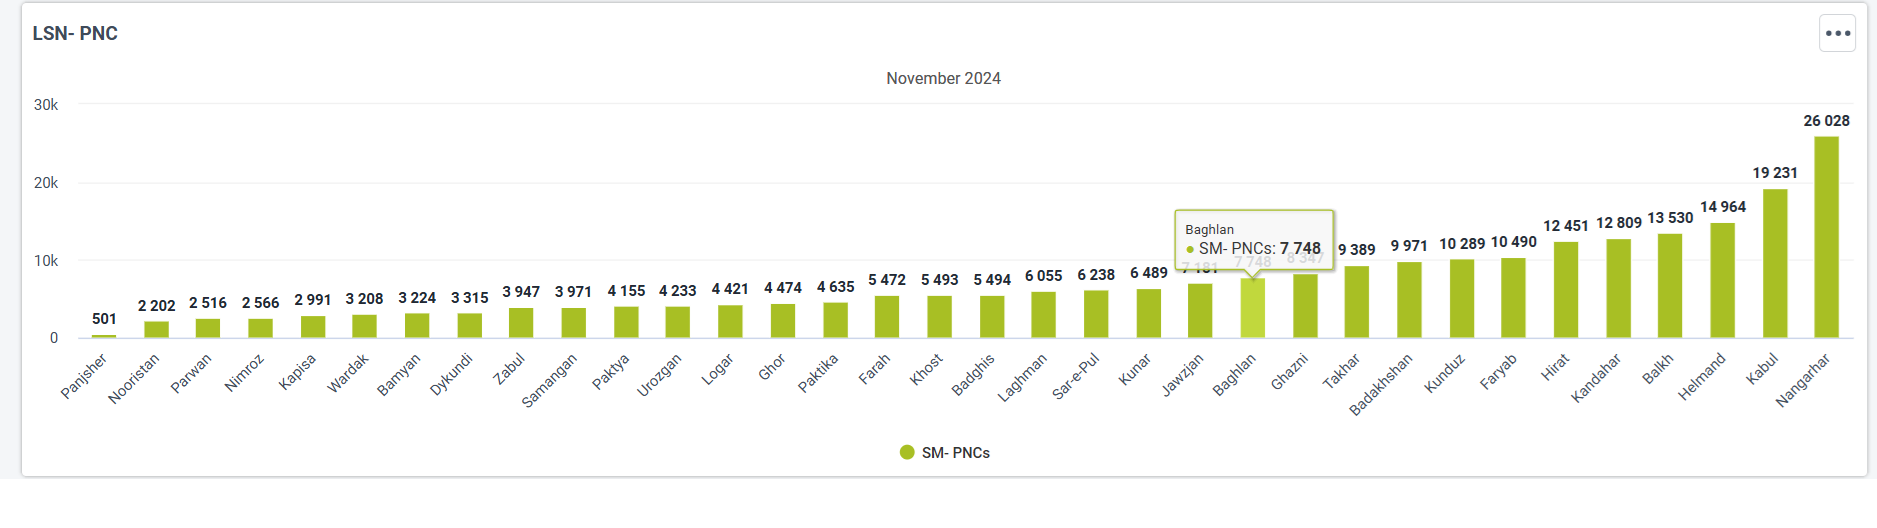 LSN- PNC
November 2024
30k
20k
10k
0
501
2 202
2 516
2 566
2 991
3 208
3 224
3 315
3 947
3 971
4 155
4 233
4 421
4 474
4 635
5 472
5 493
5 494
6 055
6 238
6 489
7 181
7 748
8 347
9 389
9 971
10 289
10 490
12 451
12 809
13 530
14 964
19 231
26 028
Baghlan
SM- PNCs: 7 748
Panjsher
Nooristan
Parwan
Nimroz
Kapisa
Wardak
Bamyan
Dykundi
Zabul
Samangan
Paktya
Urozgan
Logar
Ghor
Paktika
Farah
Khost
Badghis
Laghman
Sar-e-Pul
Kunar
Jawzjan
Baghlan
Ghazni
Takhar
Badakhshan
Kunduz
Faryab
Hirat
Kandahar
Balkh
Helmand
Kabul
Nangarhar
SM- PNCs